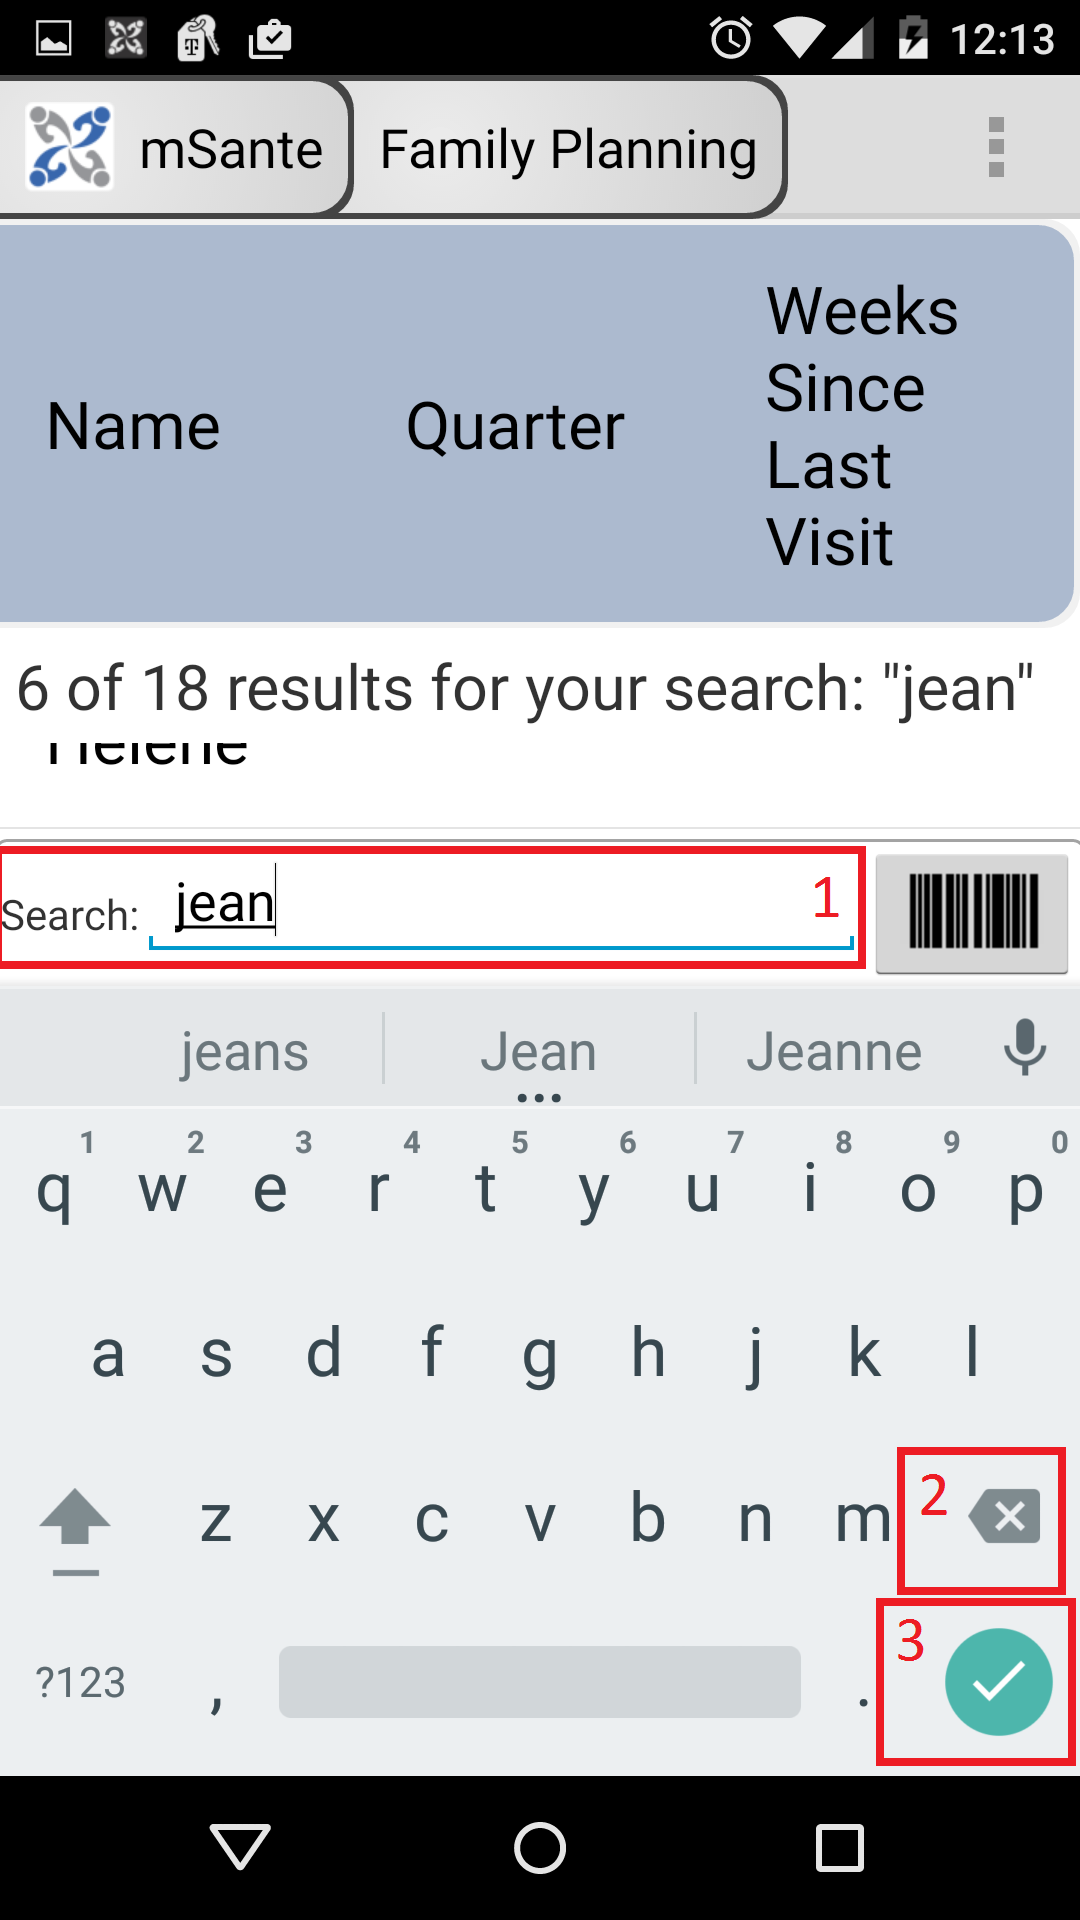 12:13
mSante Family Planning
Name Quarter Weeks Since Last Visit
6 of 18 results for your search: "jean"
Helene
Search: jean 1
jeans Jean Jeanne
1 2 3 4 5 6 7 8 9 0
q w e r t y u i o p
a s d f g h j k l
z x c v b n m 2
?123 , . 3